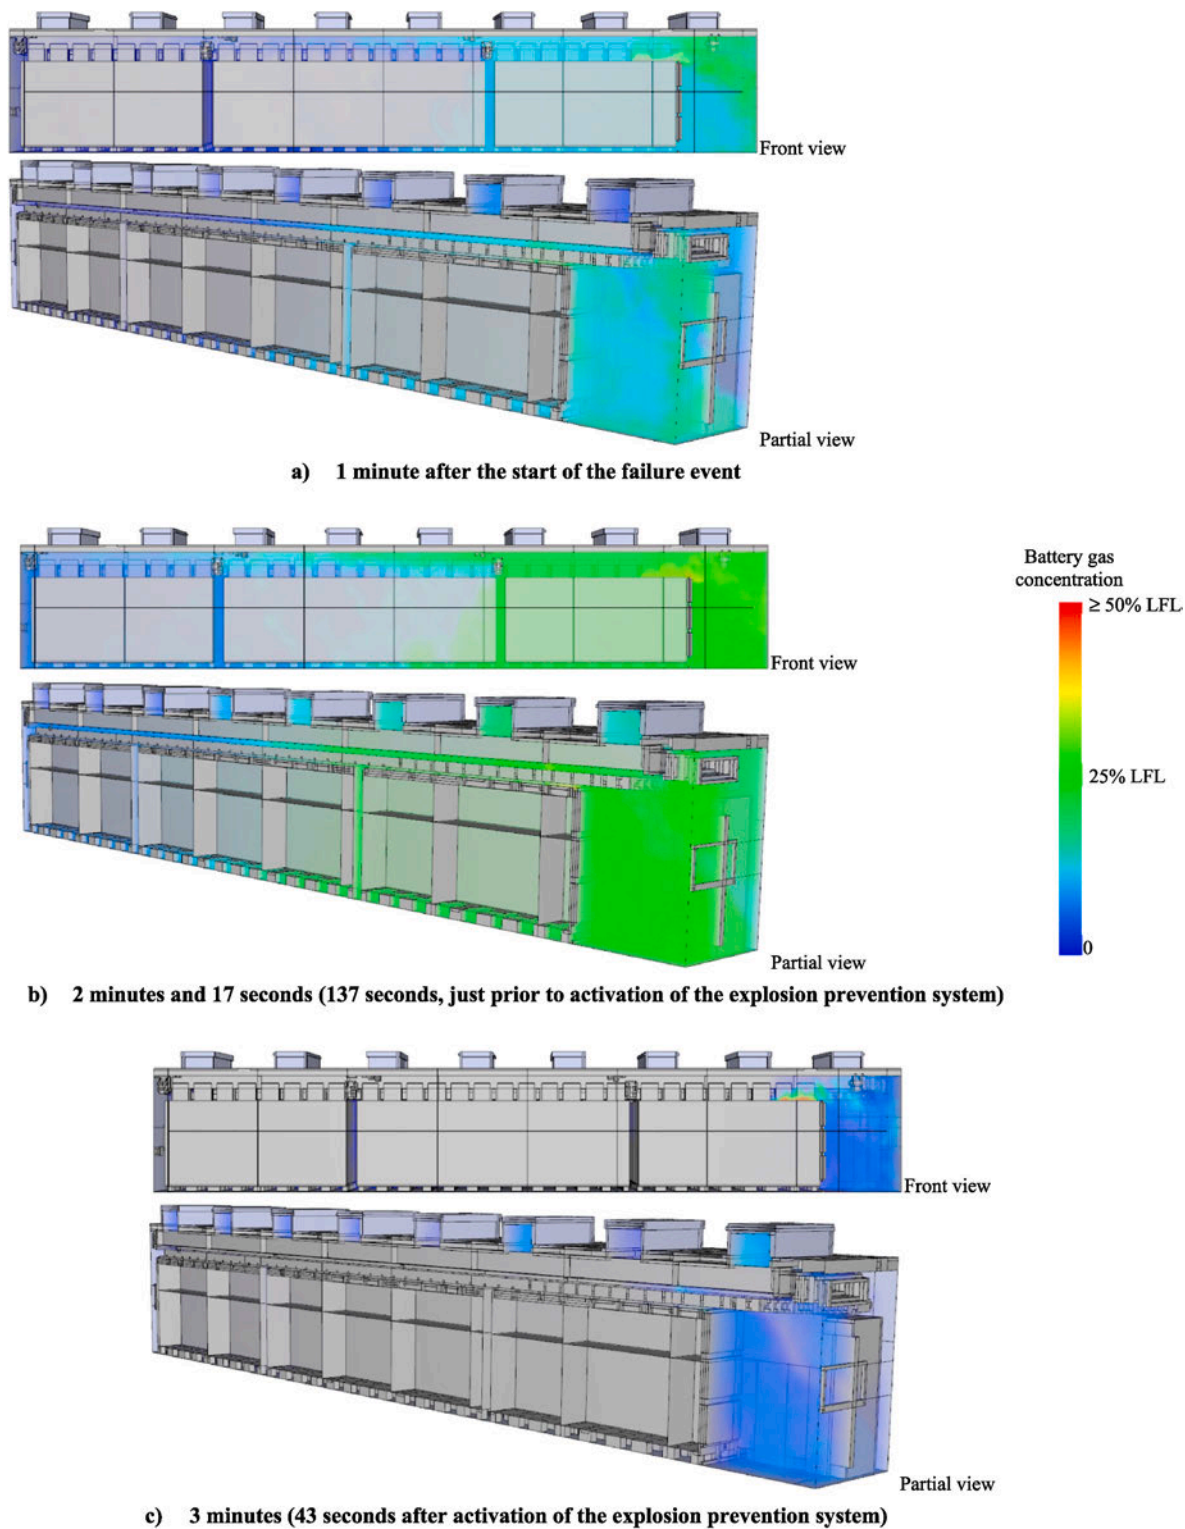 Front view
Partial view
a) 1 minute after the start of the failure event
Battery gas
concentration
≥ 50% LFL
25% LFL
0
Front view
Partial view
b) 2 minutes and 17 seconds (137 seconds, just prior to activation of the explosion prevention system)
Front view
Partial view
c) 3 minutes (43 seconds after activation of the explosion prevention system)